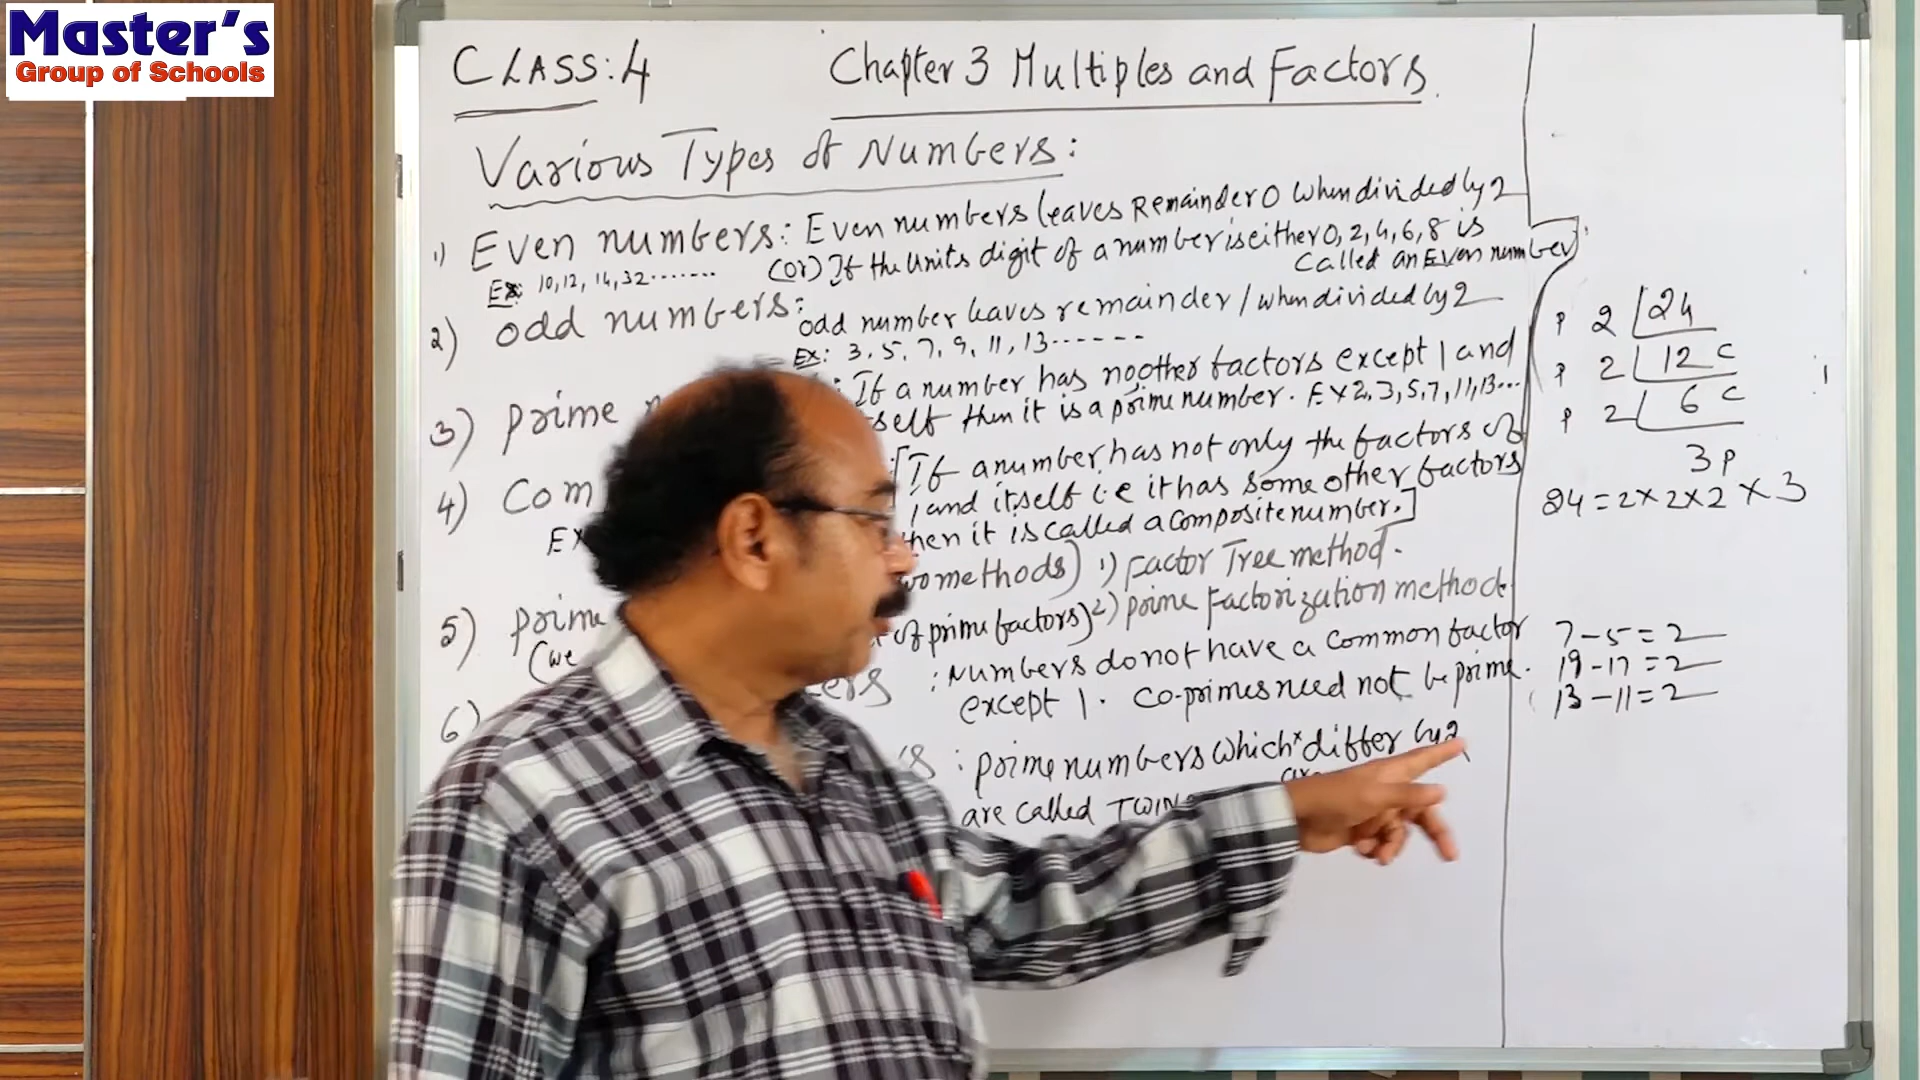 Master's
Group of Schools
CLASS: 4
Chapter 3 Multiples and Factors.
Various Types of Numbers:
1) Even numbers: Even numbers leaves Remainder 0 when divided by 2
(or) If the units digit of a number is either 0, 2, 4, 6, 8 is
called an Even number
Ex: 10, 12, 14, 32.......
2) odd numbers: odd number leaves remainder 1 when divided by 2
Ex: 3, 5, 7, 9, 11, 13......
3) prime : If a number has no other factors except 1 and
self then it is a prime number. Ex 2, 3, 5, 7, 11, 13...
4) Com [If a number has not only the factors of
1 and itself i.e it has some other factors
then it is called a composite number.]
Ex
methods) 1) Factor Tree method.
5) prime of prime factors) 2) prime Factorization method.
(we
6) : Numbers do not have a common factor
except 1. co-primes need not be prime.
: prime numbers which differ by 2
are called TWIN
P 2 24
P 2 12 C
P 2 6 C
3 P
24 = 2 x 2 x 2 x 3
7 - 5 = 2
19 - 17 = 2
13 - 11 = 2